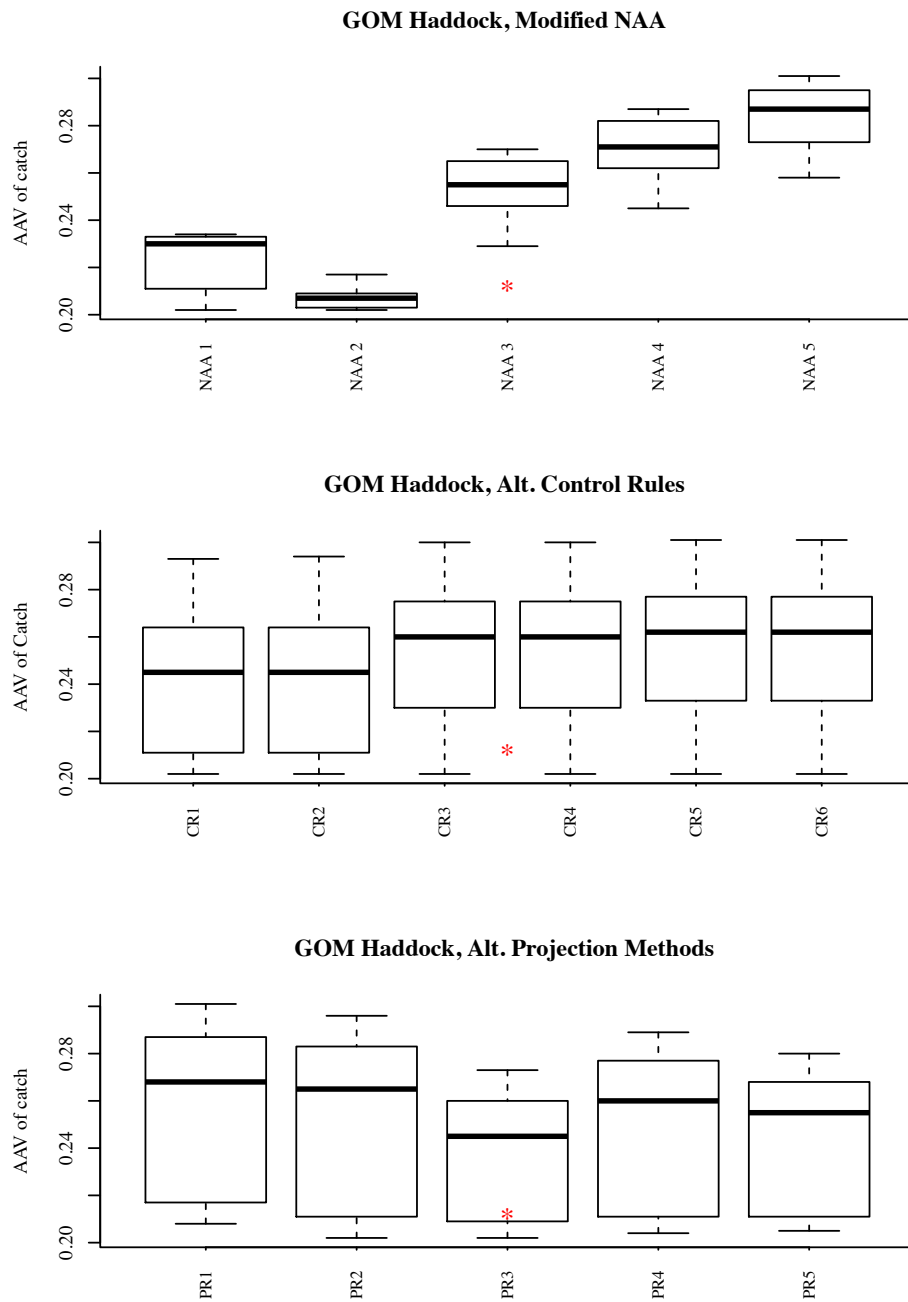 GOM Haddock, Modified NAA
AAV of catch
0.28
0.24
0.20
*
NAA 1
NAA 2
NAA 3
NAA 4
NAA 5
GOM Haddock, Alt. Control Rules
AAV of Catch
0.28
0.24
0.20
*
CR1
CR2
CR3
CR4
CR5
CR6
GOM Haddock, Alt. Projection Methods
AAV of catch
0.28
0.24
0.20
*
PR1
PR2
PR3
PR4
PR5